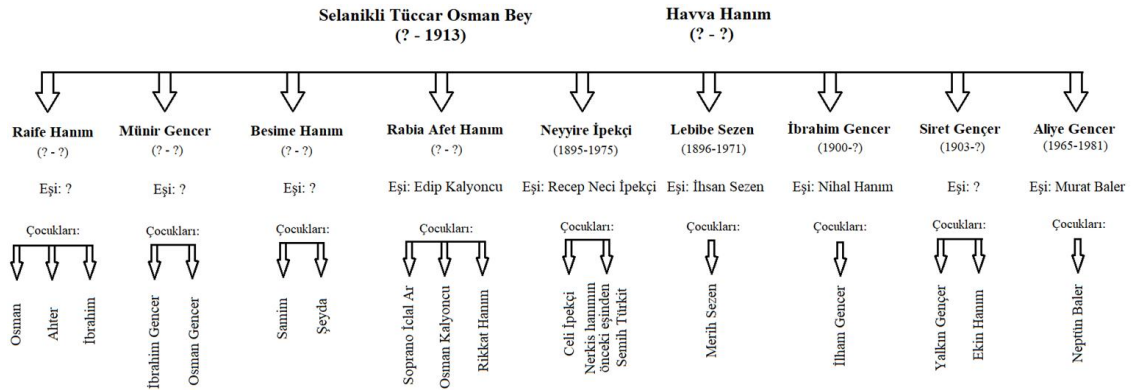 Selanikli Tüccar Osman Bey
(? - 1913)
Havva Hanım
(? - ?)
Raife Hanım
(? - ?)
Eşi: ?
Çocukları:
Osman
Ahter
İbrahim
Münir Gencer
(? - ?)
Eşi: ?
Çocukları:
İbrahim Gencer
Osman Gencer
Besime Hanım
(? - ?)
Eşi: ?
Çocukları:
Samim
Şeyda
Rabia Afet Hanım
(? - ?)
Eşi: Edip Kalyoncu
Çocukları:
Soprano İclal Ar
Osman Kalyoncu
Rikkat Hanım
Neyyire İpekçi
(1895-1975)
Eşi: Recep Neci İpekçi
Çocukları:
Celi İpekçi
Nerkis hanımın
önceki eşinden
Semih Türkit
Lebibe Sezen
(1896-1971)
Eşi: İhsan Sezen
Çocukları:
Merih Sezen
İbrahim Gencer
(1900-?)
Eşi: Nihal Hanım
Çocukları:
İlham Gencer
Siret Gençer
(1903-?)
Eşi: ?
Çocukları:
Yalkın Gençer
Ekin Hanım
Aliye Gencer
(1965-1981)
Eşi: Murat Baler
Çocukları:
Neptün Baler